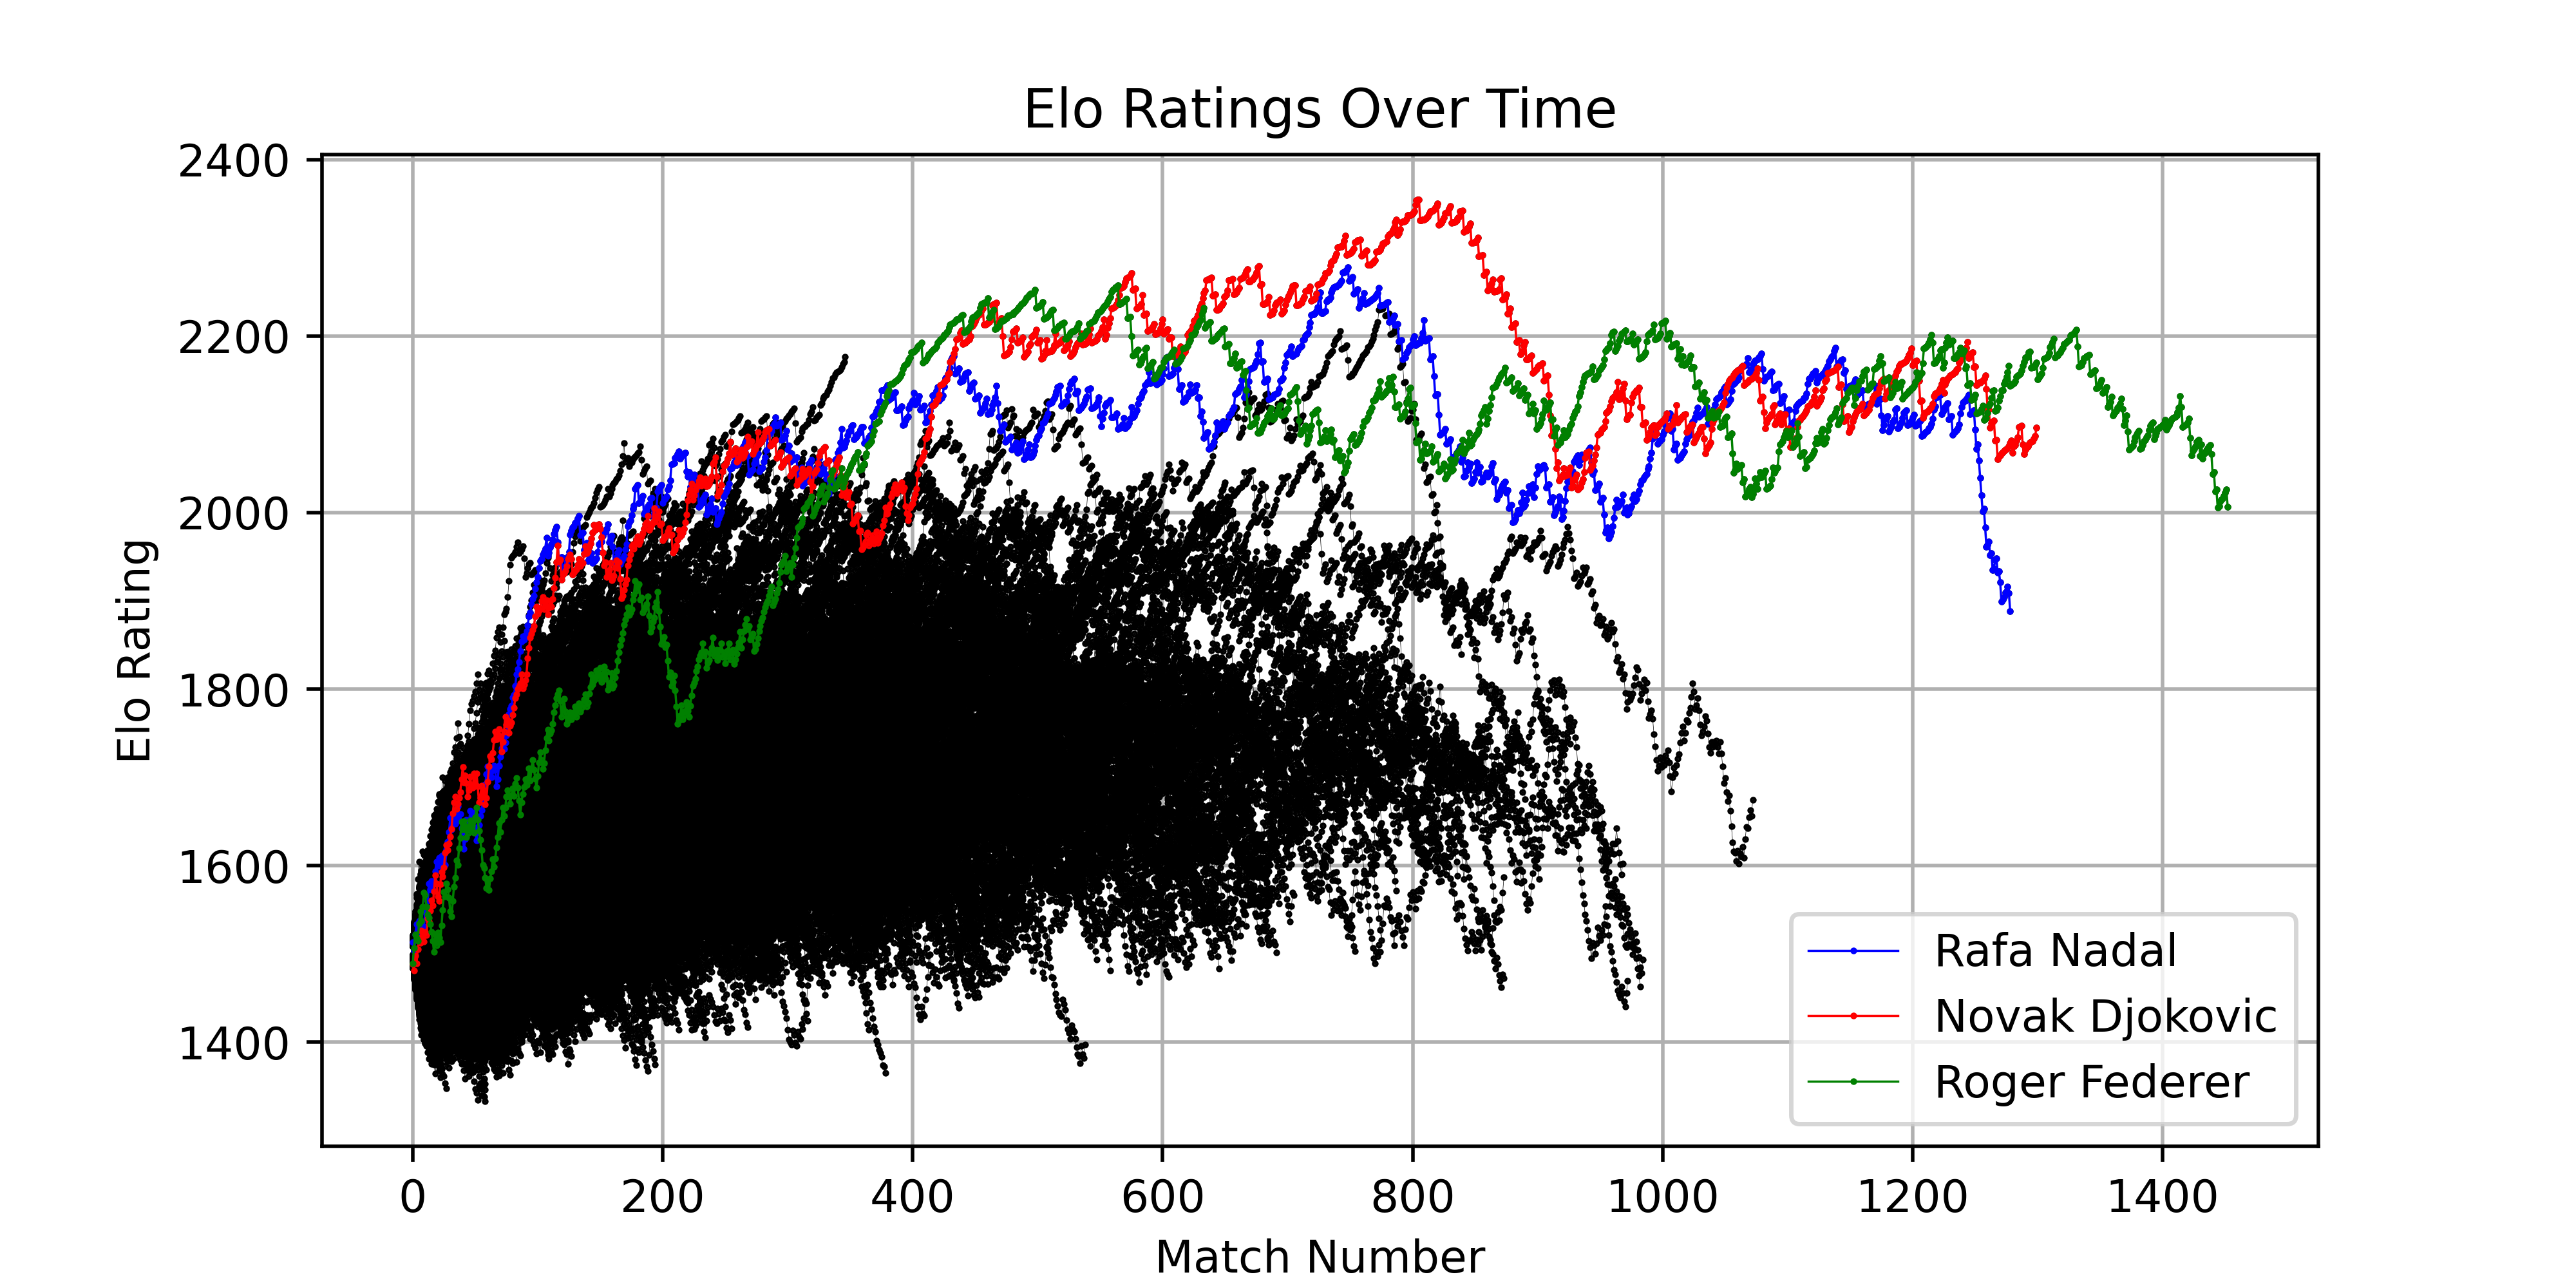 Elo Ratings Over Time
2400
2200
2000
1800
1600
1400
Elo Rating
Rafa Nadal
Novak Djokovic
Roger Federer
0 200 400 600 800 1000 1200 1400
Match Number